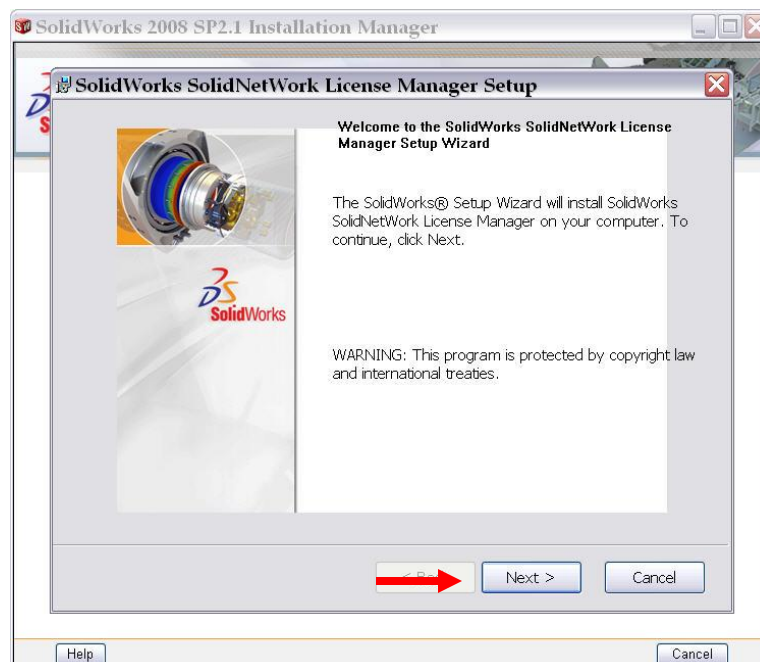 SolidWorks 2008 SP2.1 Installation Manager
SolidWorks SolidNetWork License Manager Setup
Welcome to the SolidWorks SolidNetWork License
Manager Setup Wizard
The SolidWorks® Setup Wizard will install SolidWorks
SolidNetWork License Manager on your computer. To
continue, click Next.
SolidWorks
WARNING: This program is protected by copyright law
and international treaties.
Next >
Cancel
Help
Cancel